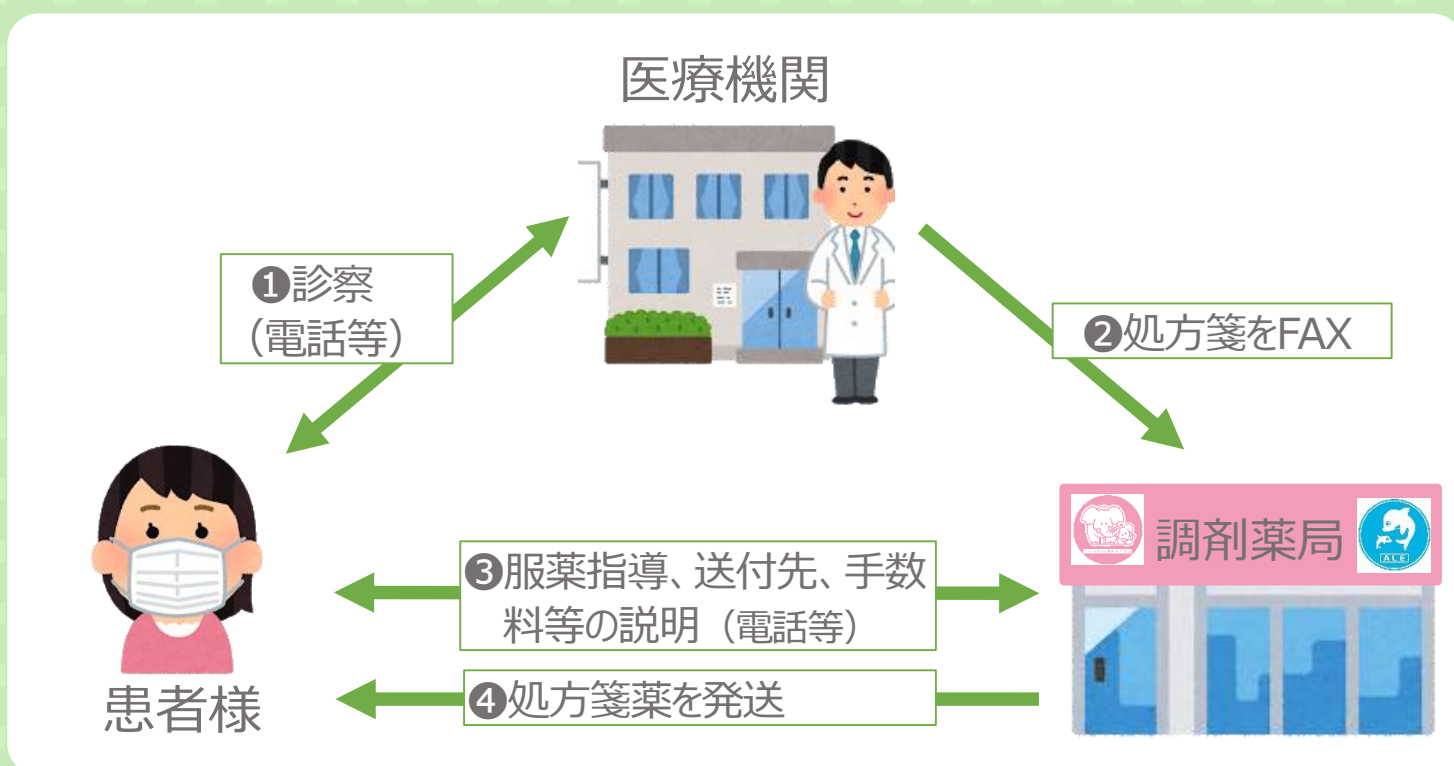 医療機関
❶診察
（電話等）
❷処方箋をFAX
調剤薬局
ALE
❸服薬指導、送付先、手数
料等の説明（電話等）
❹処方箋薬を発送
患者様